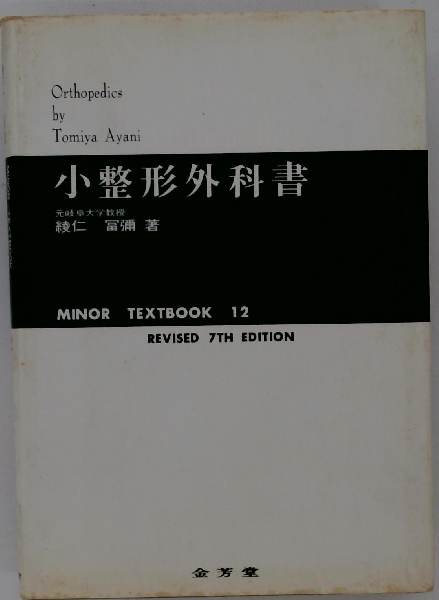 Orthopedics
by
Tomiya Ayani
小整形外科書
元岐阜大学教授
綾仁 冨彌 著
MINOR TEXTBOOK 12
REVISED 7TH EDITION
金芳堂